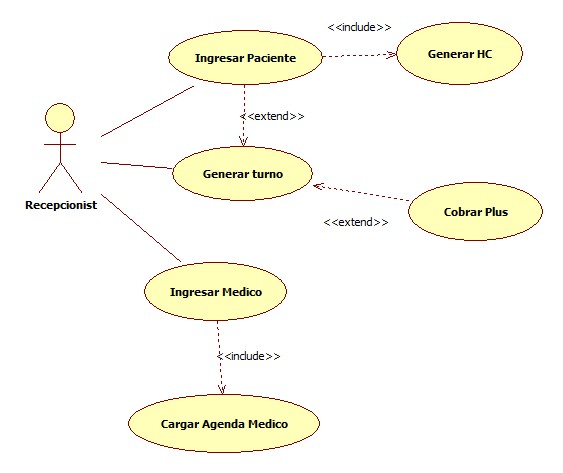 <<include>>
Ingresar Paciente
Generar HC
<<extend>>
Generar turno
Recepcionist
Cobrar Plus
<<extend>>
Ingresar Medico
<<include>>
Cargar Agenda Medico